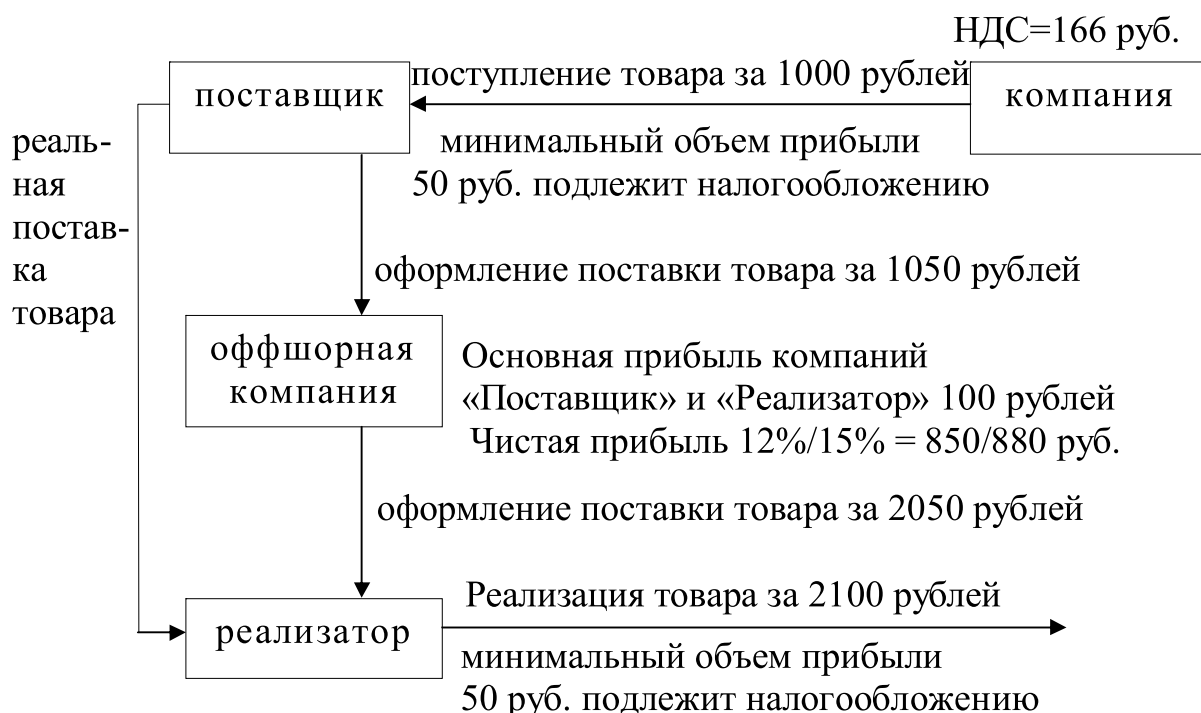 НДС=166 руб.
поставщик
поступление товара за 1000 рублей
компания
минимальный объем прибыли
50 руб. подлежит налогообложению
реаль-
ная
постав-
ка
товара
оформление поставки товара за 1050 рублей
оффшорная
компания
Основная прибыль компаний
«Поставщик» и «Реализатор» 100 рублей
Чистая прибыль 12%/15% = 850/880 руб.
оформление поставки товара за 2050 рублей
реализатор
Реализация товара за 2100 рублей
минимальный объем прибыли
50 руб. подлежит налогообложению